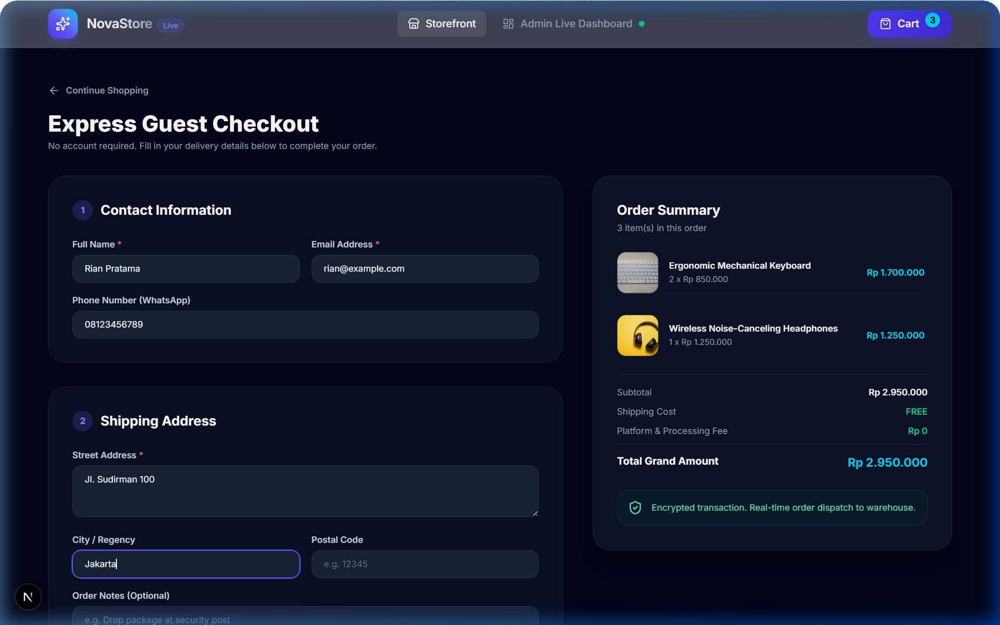 NovaStore Live
Storefront
Admin Live Dashboard
Cart 3
Continue Shopping
Express Guest Checkout
No account required. Fill in your delivery details below to complete your order.
1 Contact Information
Full Name *
Rian Pratama
Email Address *
rian@example.com
Phone Number (WhatsApp)
08123456789
2 Shipping Address
Street Address *
Jl. Sudirman 100
City / Regency
Jakarta
Postal Code
e.g. 12345
Order Notes (Optional)
e.g. Drop package at security post
Order Summary
3 item(s) in this order
Ergonomic Mechanical Keyboard
2 x Rp 850.000
Rp 1.700.000
Wireless Noise-Canceling Headphones
1 x Rp 1.250.000
Rp 1.250.000
Subtotal Rp 2.950.000
Shipping Cost FREE
Platform & Processing Fee Rp 0
Total Grand Amount Rp 2.950.000
Encrypted transaction. Real-time order dispatch to warehouse.
N